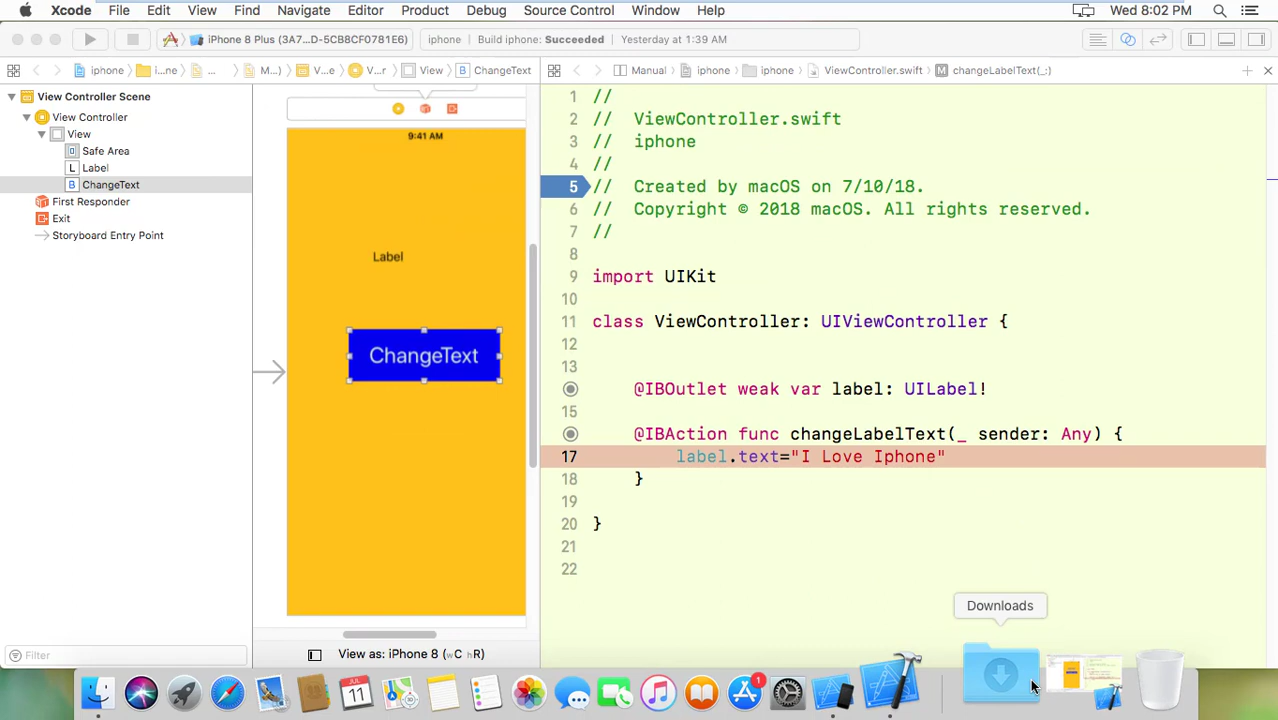 Xcode File Edit View Find Navigate Editor Product Debug Source Control Window Help Wed 8:02 PM
iPhone 8 Plus (3A7...D-5CB8CF0781E6) iphone | Build iphone: Succeeded | Yesterday at 1:39 AM
iphone i...ne ... M... V...e V...r View B ChangeText Manual iphone iphone ViewController.swift M changeLabelText(_:)
View Controller Scene
View Controller
View
Safe Area
L Label
B ChangeText
First Responder
Exit
Storyboard Entry Point
Filter
9:41 AM
Label
ChangeText
View as: iPhone 8 (wC hR)
1 //
2 // ViewController.swift
3 // iphone
4 //
5 // Created by macOS on 7/10/18.
6 // Copyright © 2018 macOS. All rights reserved.
7 //
8
9 import UIKit
10
11 class ViewController: UIViewController {
12
13
@IBOutlet weak var label: UILabel!
15
@IBAction func changeLabelText(_ sender: Any) {
17 label.text="I Love Iphone"
18 }
19
20 }
21
22
Downloads
JUL
11
1